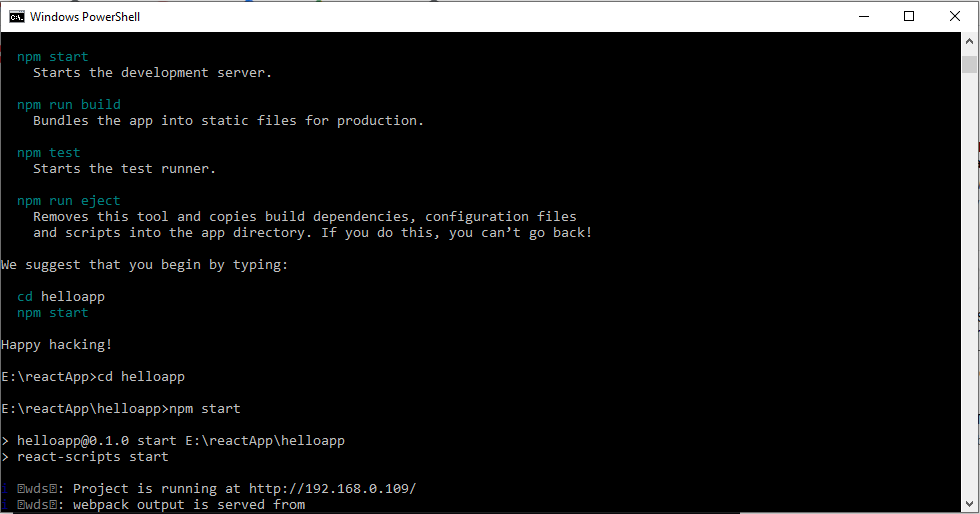 Windows PowerShell
npm start
Starts the development server.
npm run build
Bundles the app into static files for production.
npm test
Starts the test runner.
npm run eject
Removes this tool and copies build dependencies, configuration files
and scripts into the app directory. If you do this, you can’t go back!
We suggest that you begin by typing:
cd helloapp
npm start
Happy hacking!
E:\reactApp>cd helloapp
E:\reactApp\helloapp>npm start
> helloapp@0.1.0 start E:\reactApp\helloapp
> react-scripts start
i wds: Project is running at http://192.168.0.109/
i wds: webpack output is served from